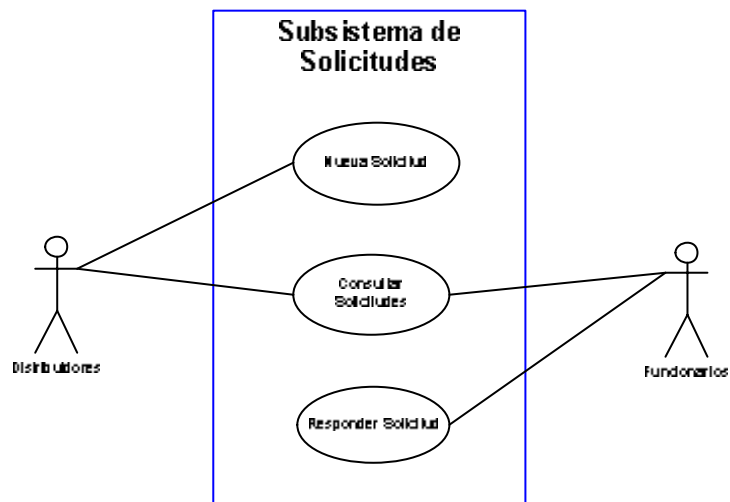 Subsistema de
Solicitudes
Nueva Solicitud
Consultar
Solicitudes
Distribuidores
Funcionarios
Responder Solicitud